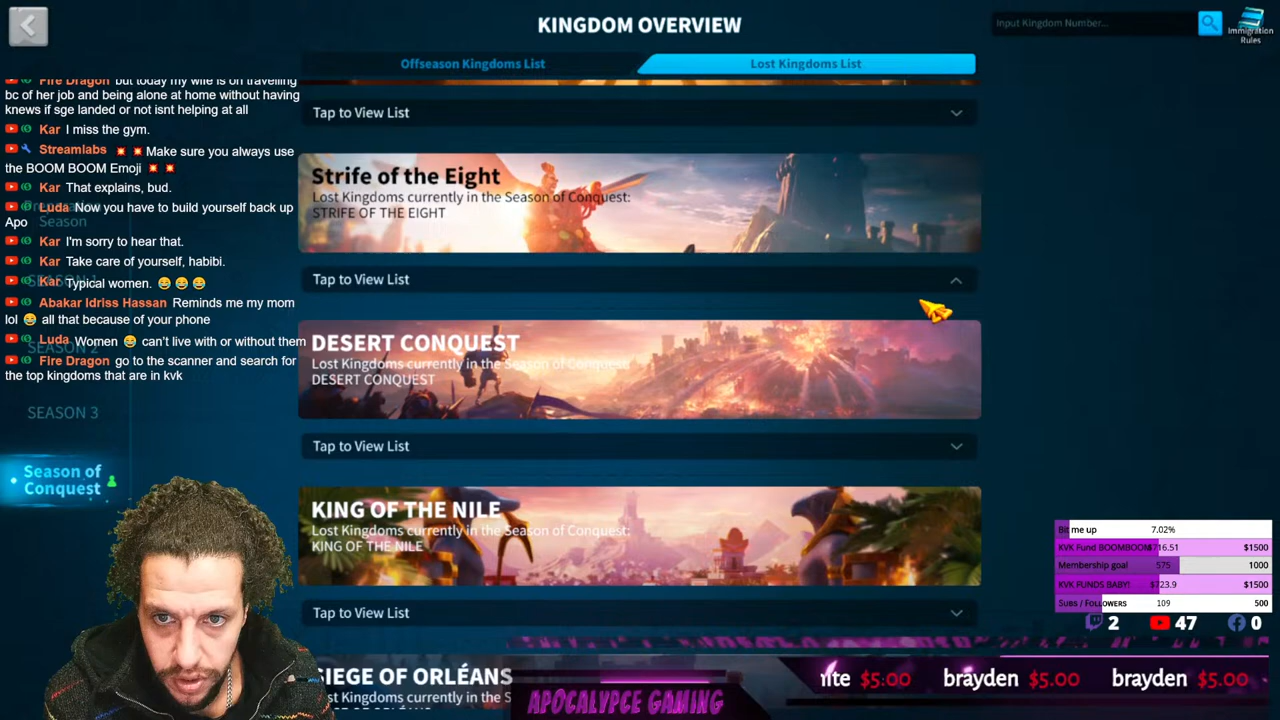 KINGDOM OVERVIEW
Input Kingdom Number...
Immigration
Rules
Offseason Kingdoms List
Lost Kingdoms List
Tap to View List
Strife of the Eight
Lost Kingdoms currently in the Season of Conquest:
STRIFE OF THE EIGHT
Tap to View List
DESERT CONQUEST
Lost Kingdoms currently in the Season of Conquest:
DESERT CONQUEST
Tap to View List
KING OF THE NILE
Lost Kingdoms currently in the Season of Conquest:
KING OF THE NILE
Tap to View List
SIEGE OF ORLÉANS
Fire Dragon but today my wife is on travelling
bc of her job and being alone at home without having
knews if sge landed or not isnt helping at all
Kar I miss the gym.
Streamlabs 💥 💥 Make sure you always use
the BOOM BOOM Emoji 💥 💥
Kar That explains, bud.
Luda Now you have to build yourself back up
Apo
Season
Kar I'm sorry to hear that.
Kar Take care of yourself, habibi.
Kar Typical women. 😂 😂 😂
Abakar Idriss Hassan Reminds me my mom
lol 😂 all that because of your phone
Luda Women 😂 can't live with or without them
SEASON 2
Fire Dragon go to the scanner and search for
the top kingdoms that are in kvk
SEASON 3
Season of
Conquest
me up 7.02%
KVK Fund BOOMBOOM $716.51 $1500
Membership goal 575 1000
KVK FUNDS BABY! $723.9 $1500
Subs / Followers 109 500
2 47 0
$5.00 brayden $5.00 brayden $5.00
APOCALYPCE GAMING